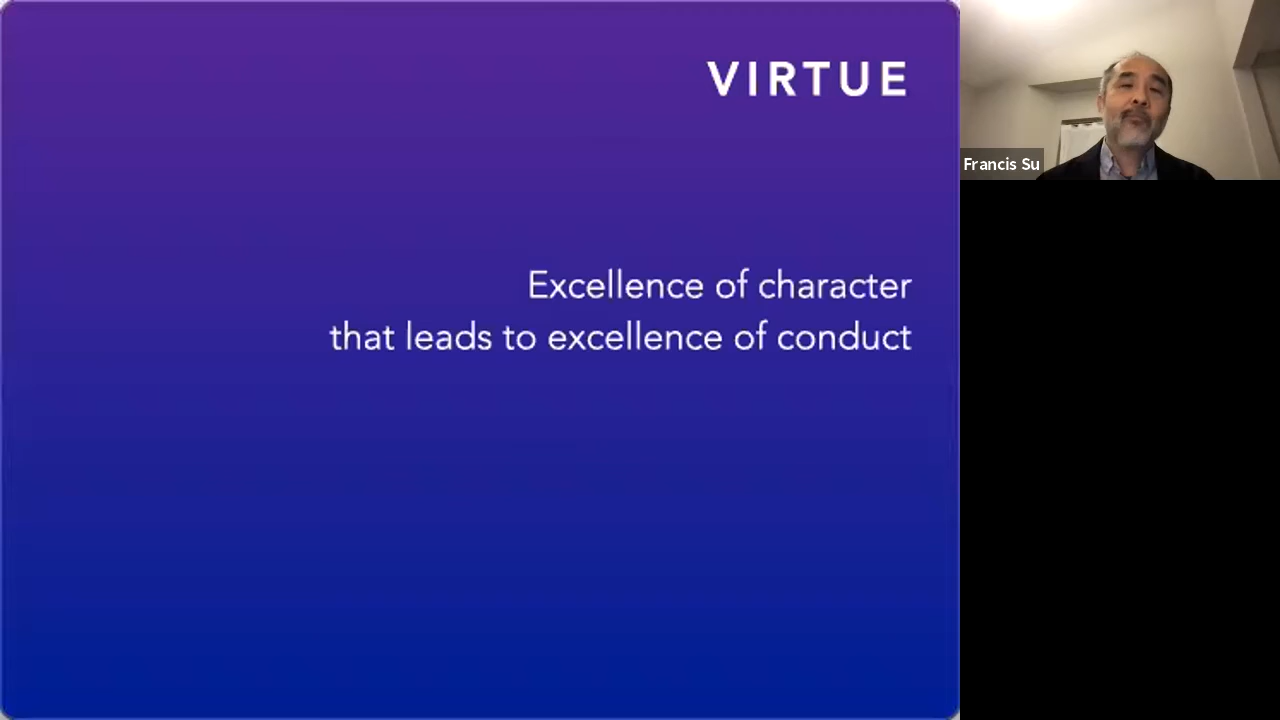 VIRTUE
Excellence of character
that leads to excellence of conduct
Francis Su